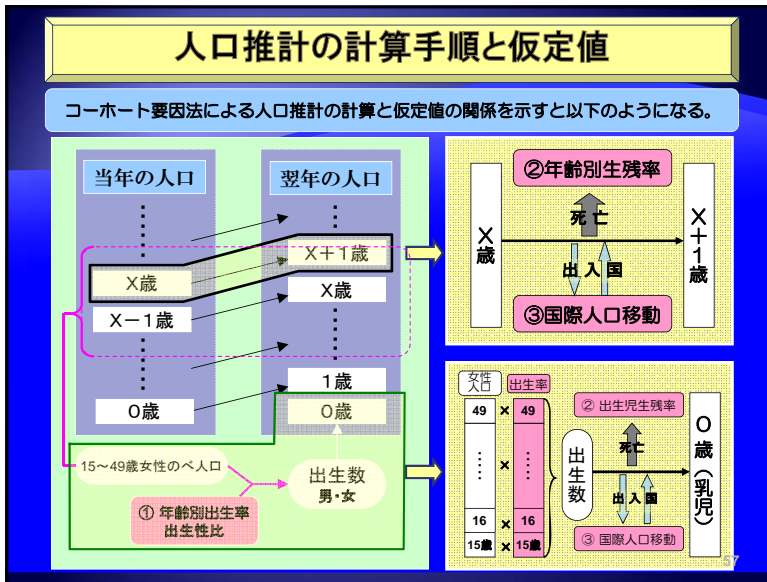 人口推計の計算手順と仮定値
コーホート要因法による人口推計の計算と仮定値の関係を示すと以下のようになる。
当年の人口
翌年の人口
X歳
X+1歳
X-1歳
X歳
1歳
0歳
0歳
15~49歳女性のべ人口
出生数
男・女
① 年齢別出生率
出生性比
②年齢別生残率
死亡
X歳
X+1歳
出入国
③国際人口移動
女性
人口
出生率
49 × 49
×
16 × 16
15歳 × 15歳
出生数
② 出生児生残率
死亡
出入国
③ 国際人口移動
0歳(乳児)
57